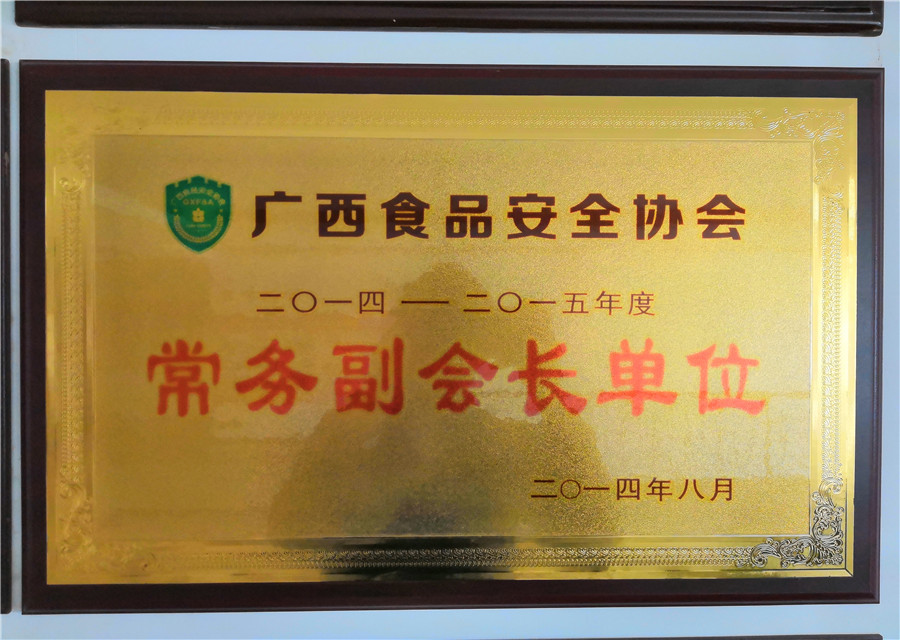 GXFSA
广西食品安全协会
二〇一四 — 二〇一五年度
常务副会长单位
二〇一四年八月